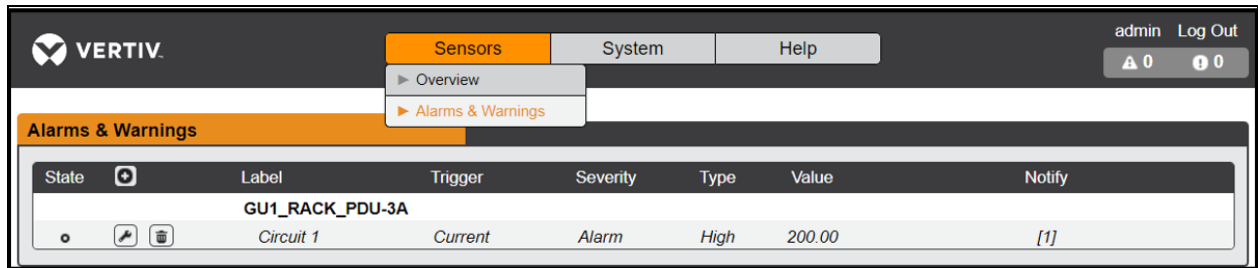 VERTIV.
Sensors System Help
admin Log Out
0 0
Overview
Alarms & Warnings
Alarms & Warnings
State Label Trigger Severity Type Value Notify
GU1_RACK_PDU-3A
Circuit 1 Current Alarm High 200.00 [1]